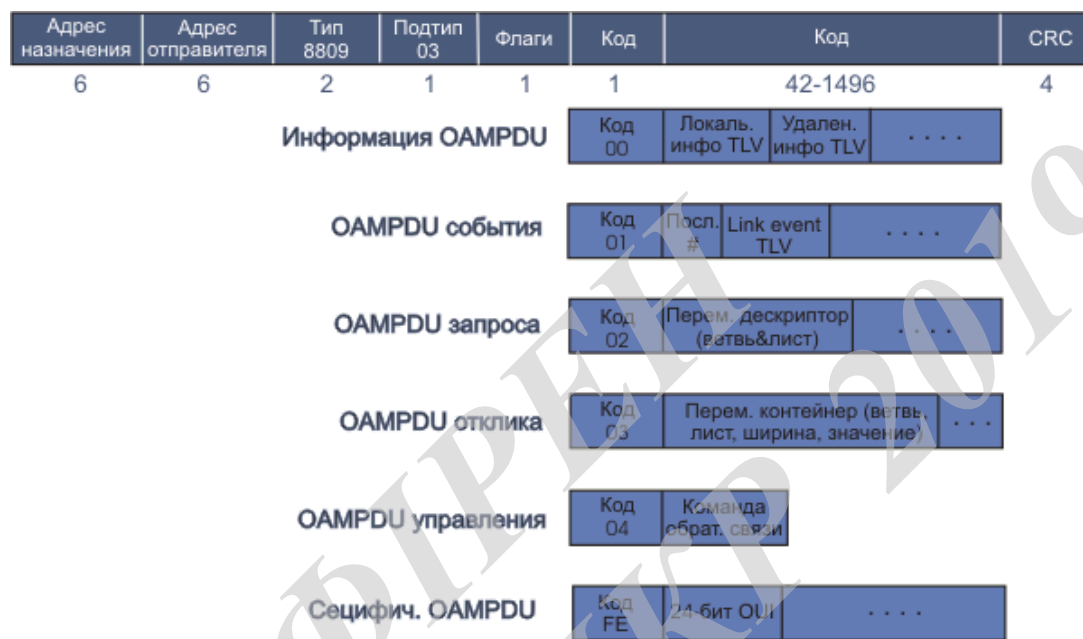 Адрес назначения Адрес отправителя Тип 8809 Подтип 03 Флаги Код Код CRC
6 6 2 1 1 1 42-1496 4
Информация OAMPDU Код 00 Локаль. инфо TLV Удален. инфо TLV . . . .
OAMPDU события Код 01 Посл. # Link event TLV . . . .
OAMPDU запроса Код 02 Перем. дескриптор (ветвь&лист) . . . .
OAMPDU отклика Код 03 Перем. контейнер (ветвь, лист, ширина, значение) . . .
OAMPDU управления Код 04 Команда обрат. связи
Сецифич. OAMPDU Код FE 24-бит OUI . . . .